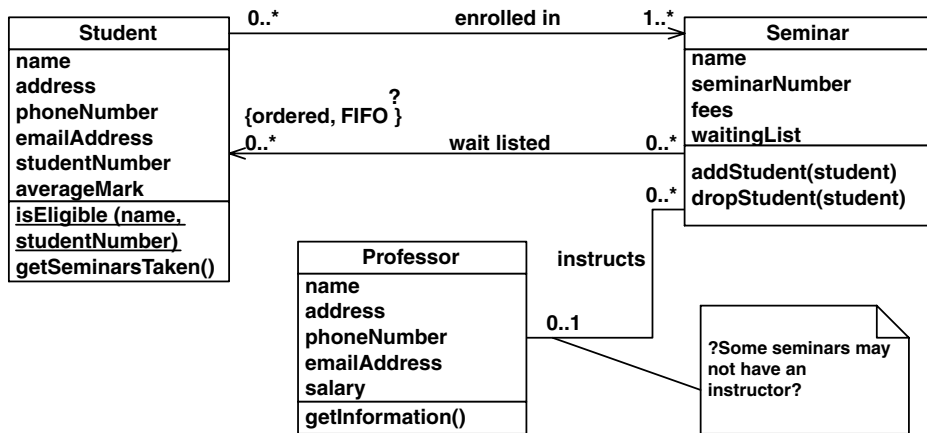 0..*
enrolled in
1..*
Student
name
address
phoneNumber
emailAddress
studentNumber
averageMark
isEligible (name,
studentNumber)
getSeminarsTaken()
Seminar
name
seminarNumber
fees
waitingList
addStudent(student)
dropStudent(student)
?
{ordered, FIFO }
0..*
wait listed
0..*
0..*
instructs
0..1
Professor
name
address
phoneNumber
emailAddress
salary
getInformation()
?Some seminars may
not have an
instructor?